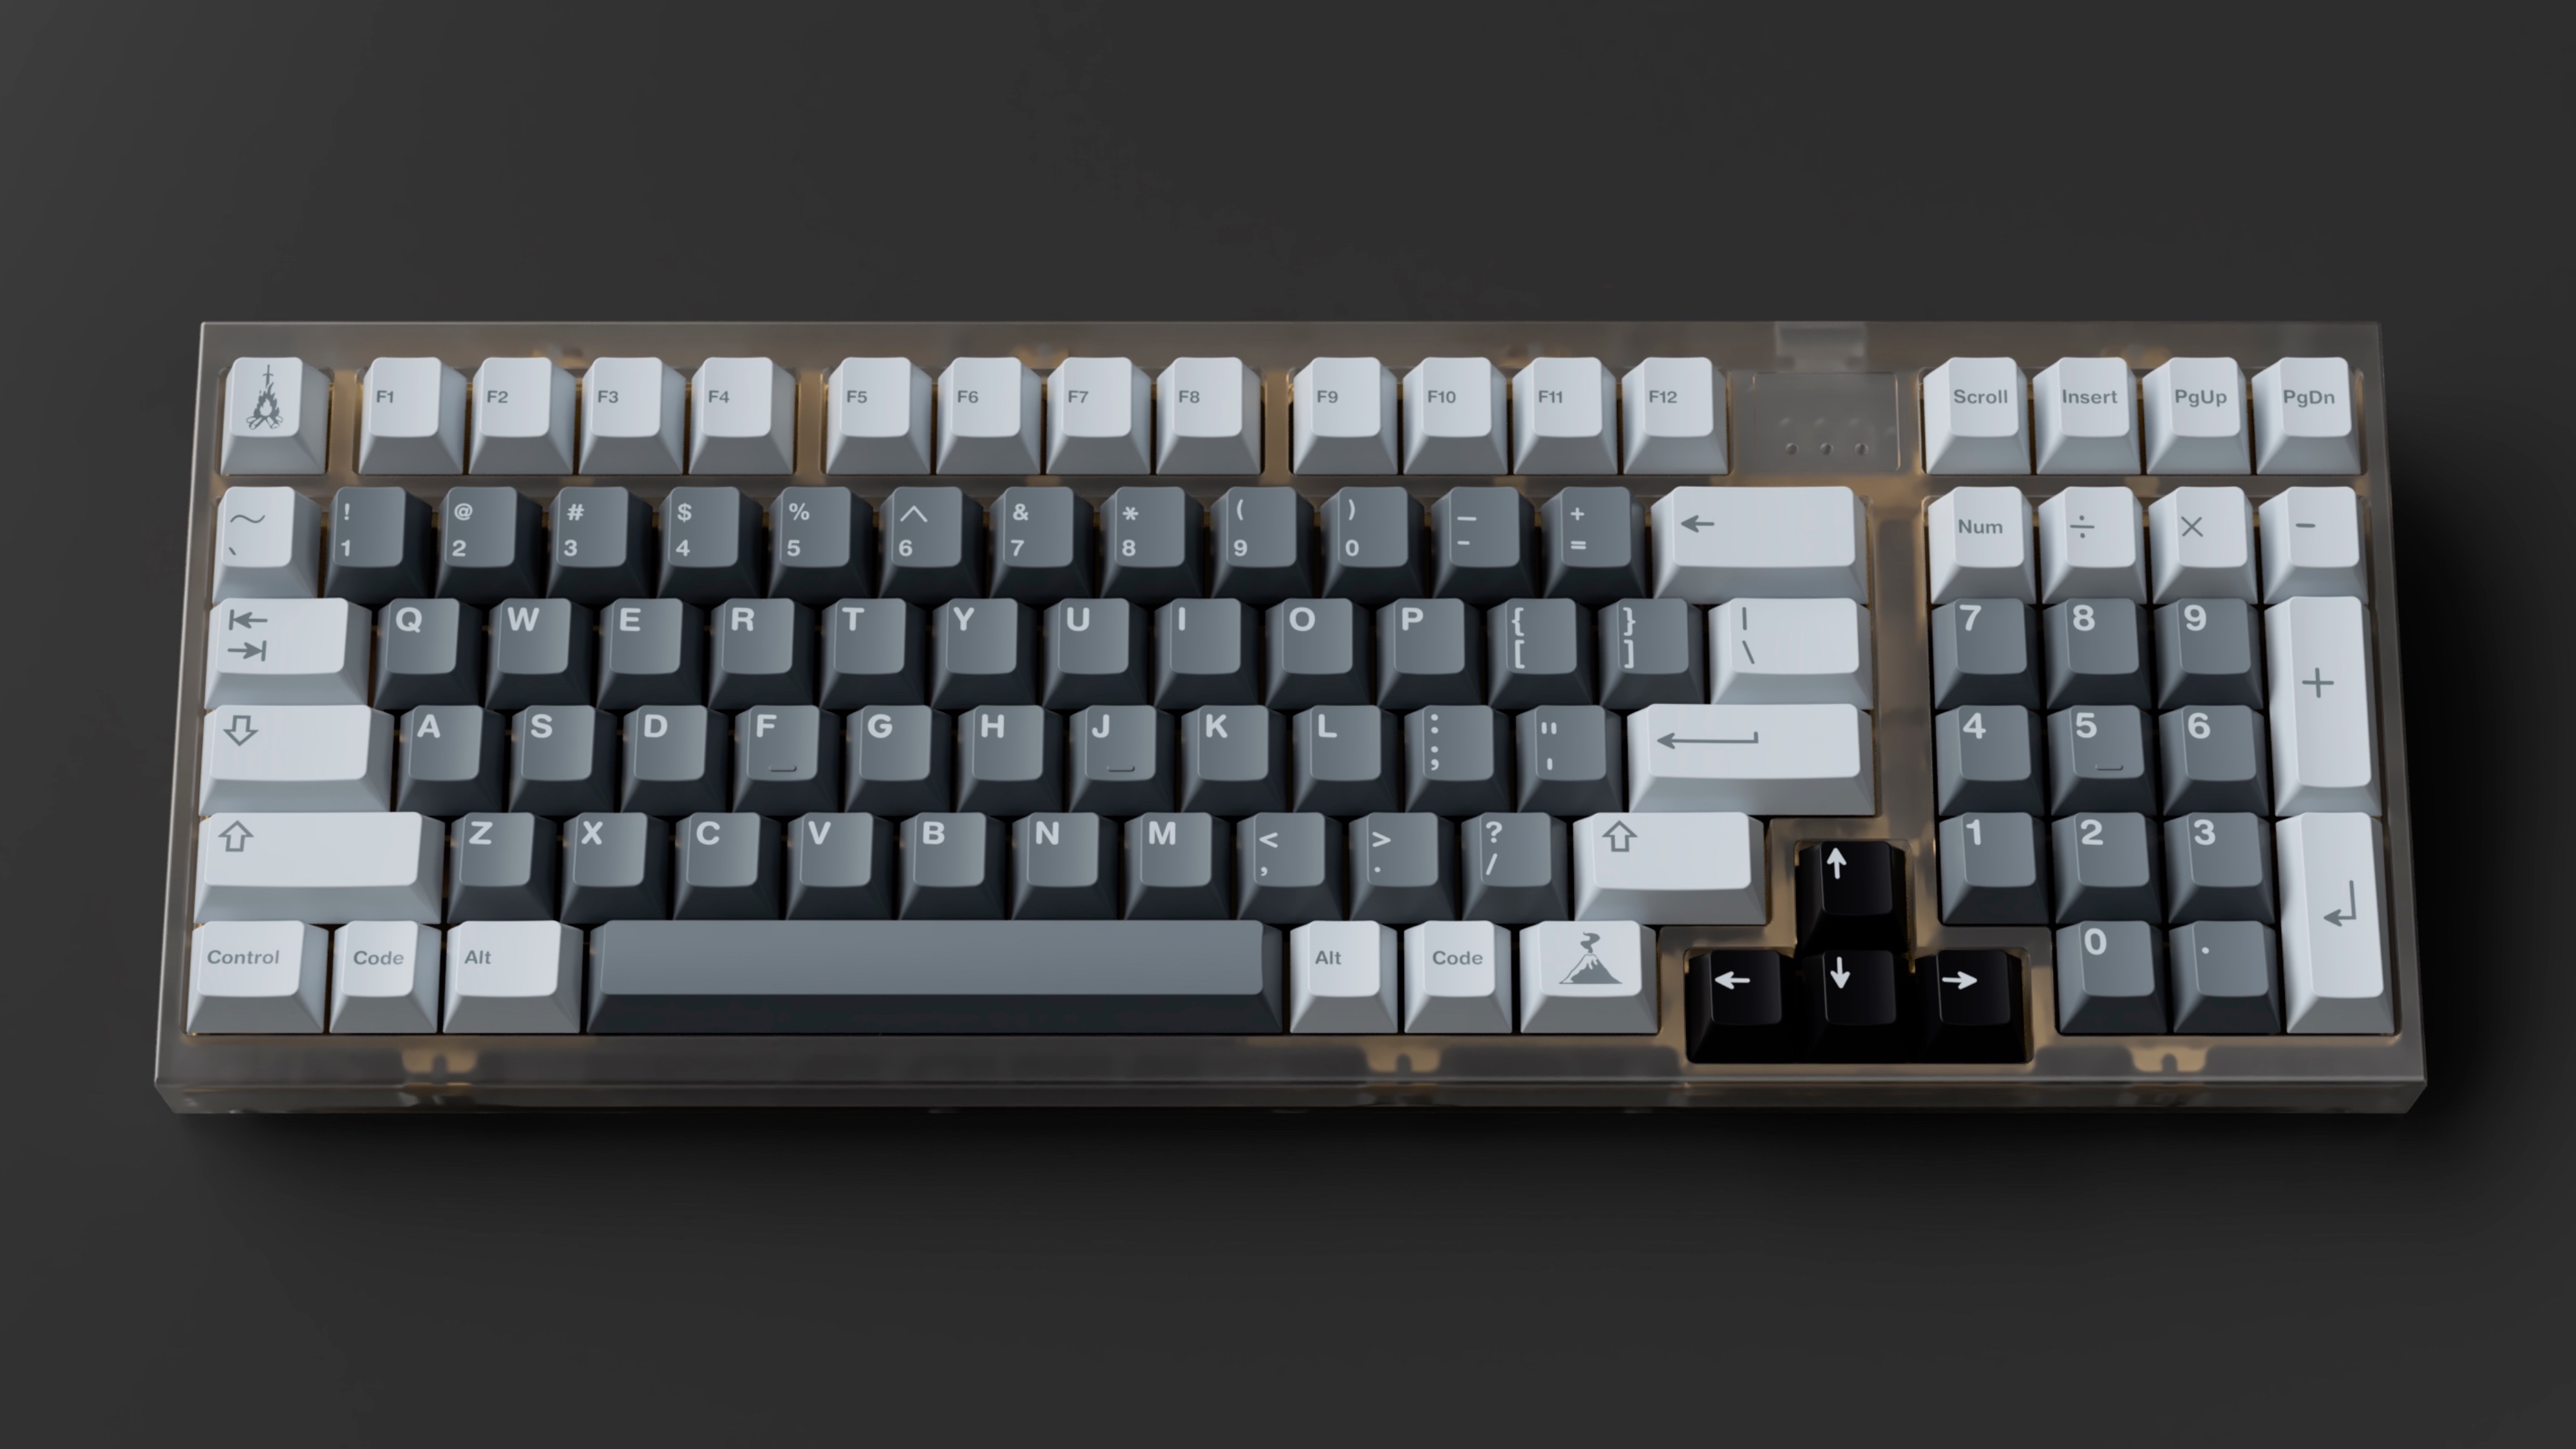 F1 F2 F3 F4 F5 F6 F7 F8 F9 F10 F11 F12 Scroll Insert PgUp PgDn
~ ! @ # $ % ^ & * ( ) _ + ← Num ÷ × -
` 1 2 3 4 5 6 7 8 9 0 - =
⇤ Q W E R T Y U I O P { } | 7 8 9 +
⇥ [ ] \
⇩ A S D F G H J K L : " ↵ 4 5 6
; '
⇧ Z X C V B N M < > ? ⇧ ↑ 1 2 3 ↵
, . /
Control Code Alt Alt Code ← ↓ → 0 .